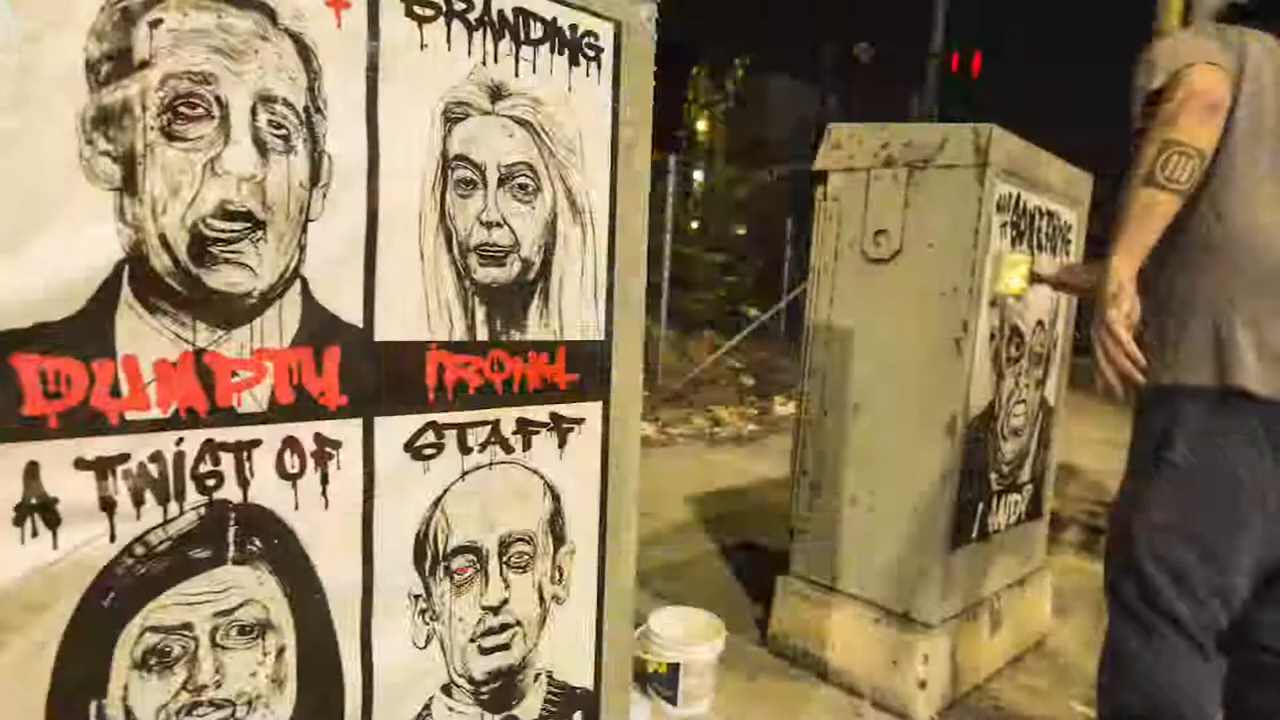 BRANDING
DUMPTY
IRONY
A TWIST OF
STAFF